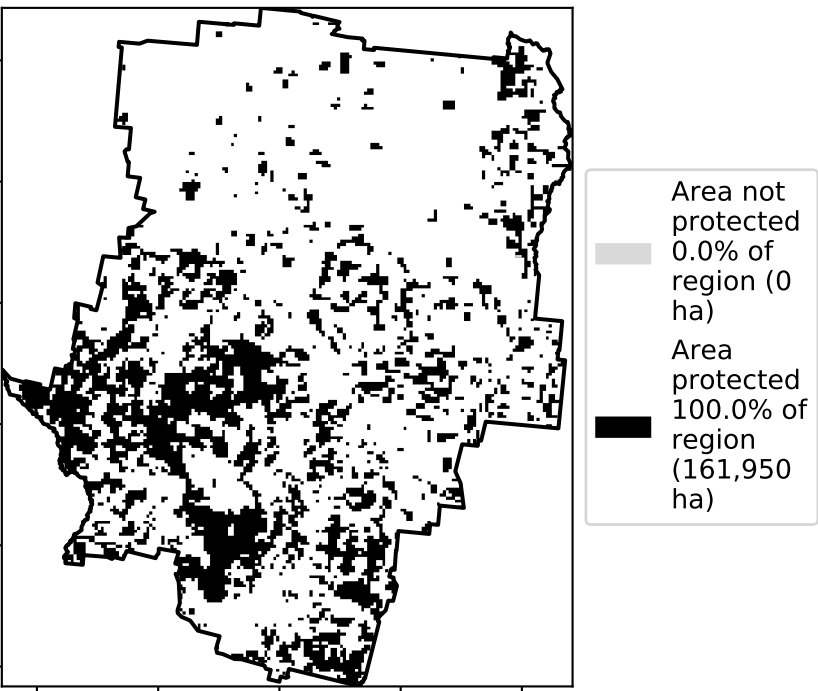 Area not
protected
0.0% of
region (0
ha)
Area
protected
100.0% of
region
(161,950
ha)